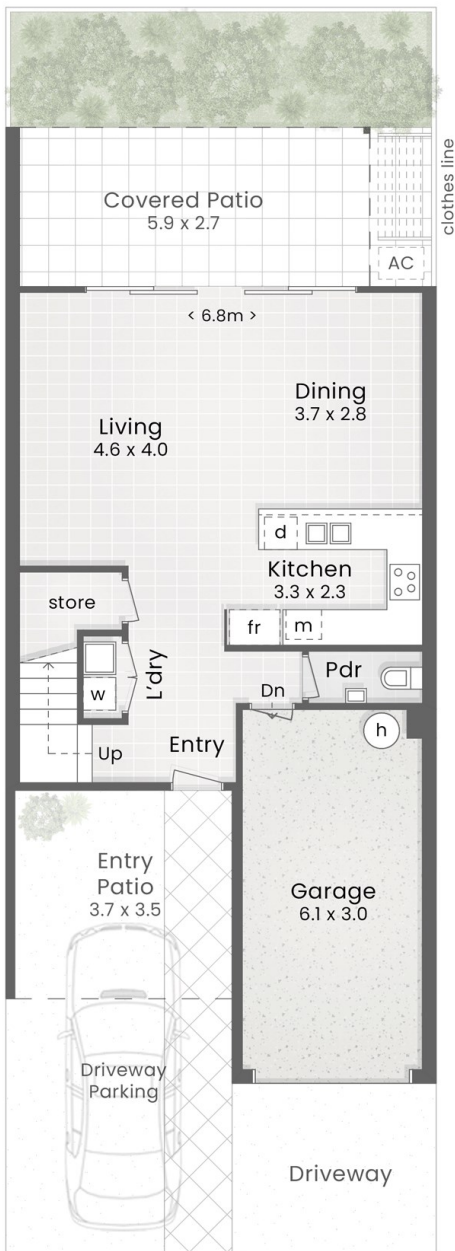 Covered Patio
5.9 x 2.7
clothes line
AC
< 6.8m >
Dining
3.7 x 2.8
Living
4.6 x 4.0
d
Kitchen
3.3 x 2.3
store
fr
m
L'dry
w
Pdr
Dn
h
Up
Entry
Entry
Patio
3.7 x 3.5
Garage
6.1 x 3.0
Driveway
Parking
Driveway